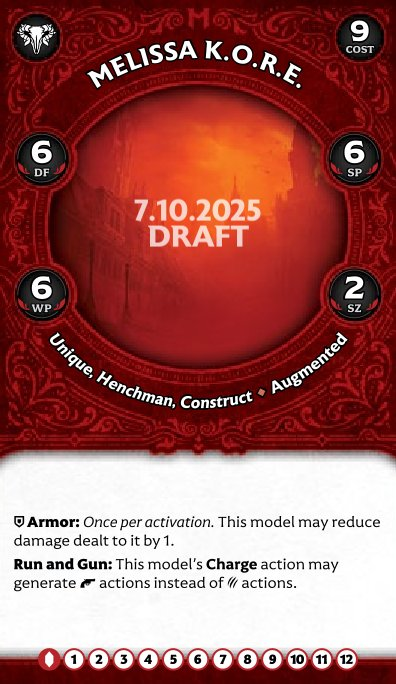 MELISSA K.O.R.E.
9
COST
6
DF
6
SP
7.10.2025
DRAFT
6
WP
2
SZ
Unique, Henchman, Construct ◆ Augmented
Armor: Once per activation. This model may reduce
damage dealt to it by 1.
Run and Gun: This model's Charge action may
generate actions instead of actions.
1 2 3 4 5 6 7 8 9 10 11 12